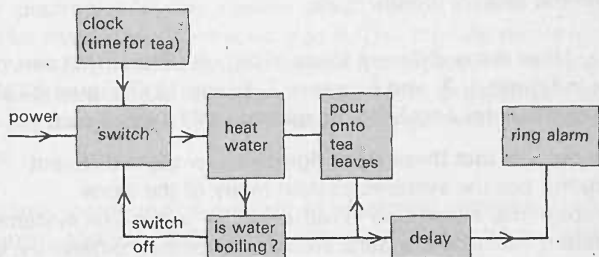 clock
(time for tea)
power
switch
heat
water
pour
onto
tea
leaves
ring alarm
switch
off
is water
boiling?
delay